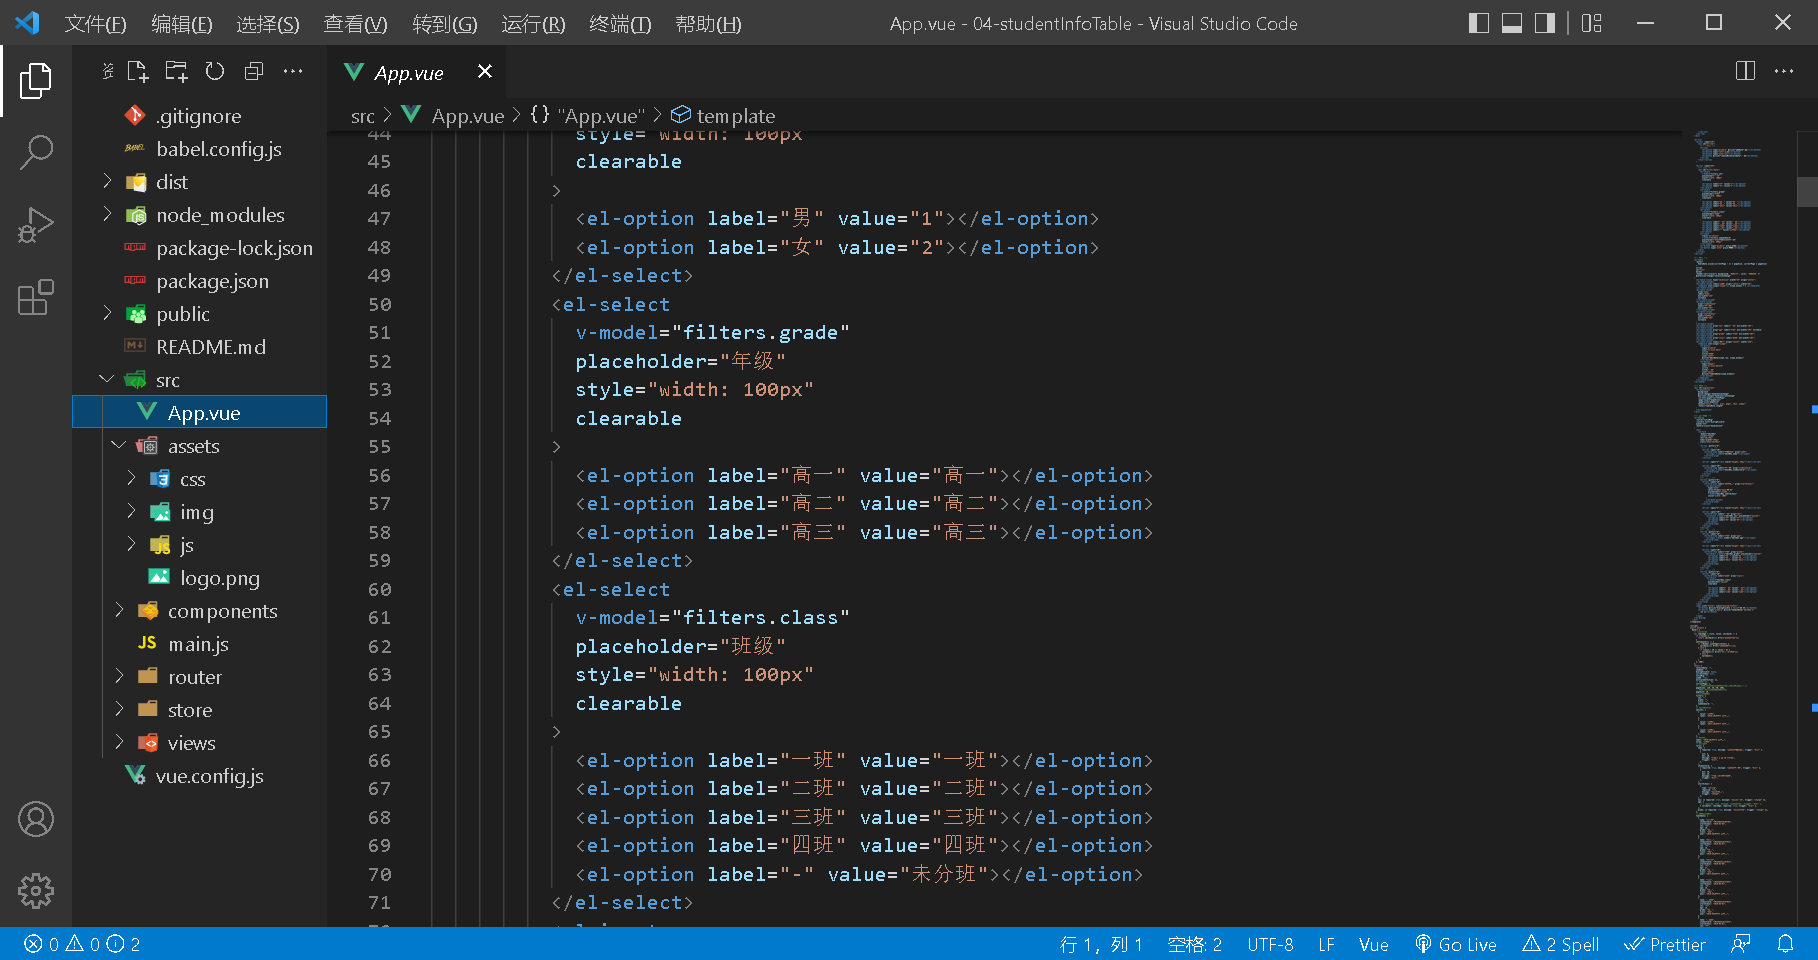 文件(F) 编辑(E) 选择(S) 查看(V) 转到(G) 运行(R) 终端(T) 帮助(H) App.vue - 04-studentInfoTable - Visual Studio Code
App.vue
src > App.vue > {} "App.vue" > template
.gitignore
babel.config.js
dist
node_modules
package-lock.json
package.json
public
README.md
src
App.vue
assets
css
img
js
logo.png
components
main.js
router
store
views
vue.config.js
44 style="width: 100px
45 clearable
46 >
47 <el-option label="男" value="1"></el-option>
48 <el-option label="女" value="2"></el-option>
49 </el-select>
50 <el-select
51 v-model="filters.grade"
52 placeholder="年级"
53 style="width: 100px"
54 clearable
55 >
56 <el-option label="高一" value="高一"></el-option>
57 <el-option label="高二" value="高二"></el-option>
58 <el-option label="高三" value="高三"></el-option>
59 </el-select>
60 <el-select
61 v-model="filters.class"
62 placeholder="班级"
63 style="width: 100px"
64 clearable
65 >
66 <el-option label="一班" value="一班"></el-option>
67 <el-option label="二班" value="二班"></el-option>
68 <el-option label="三班" value="三班"></el-option>
69 <el-option label="四班" value="四班"></el-option>
70 <el-option label="-" value="未分班"></el-option>
71 </el-select>
0 0 2 行 1，列 1 空格: 2 UTF-8 LF Vue Go Live 2 Spell Prettier